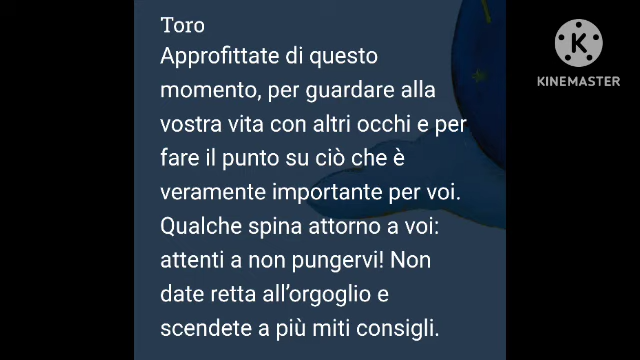 Toro
Approfittate di questo
momento, per guardare alla
vostra vita con altri occhi e per
fare il punto su ciò che è
veramente importante per voi.
Qualche spina attorno a voi:
attenti a non pungervi! Non
date retta all’orgoglio e
scendete a più miti consigli.
K
KINEMASTER